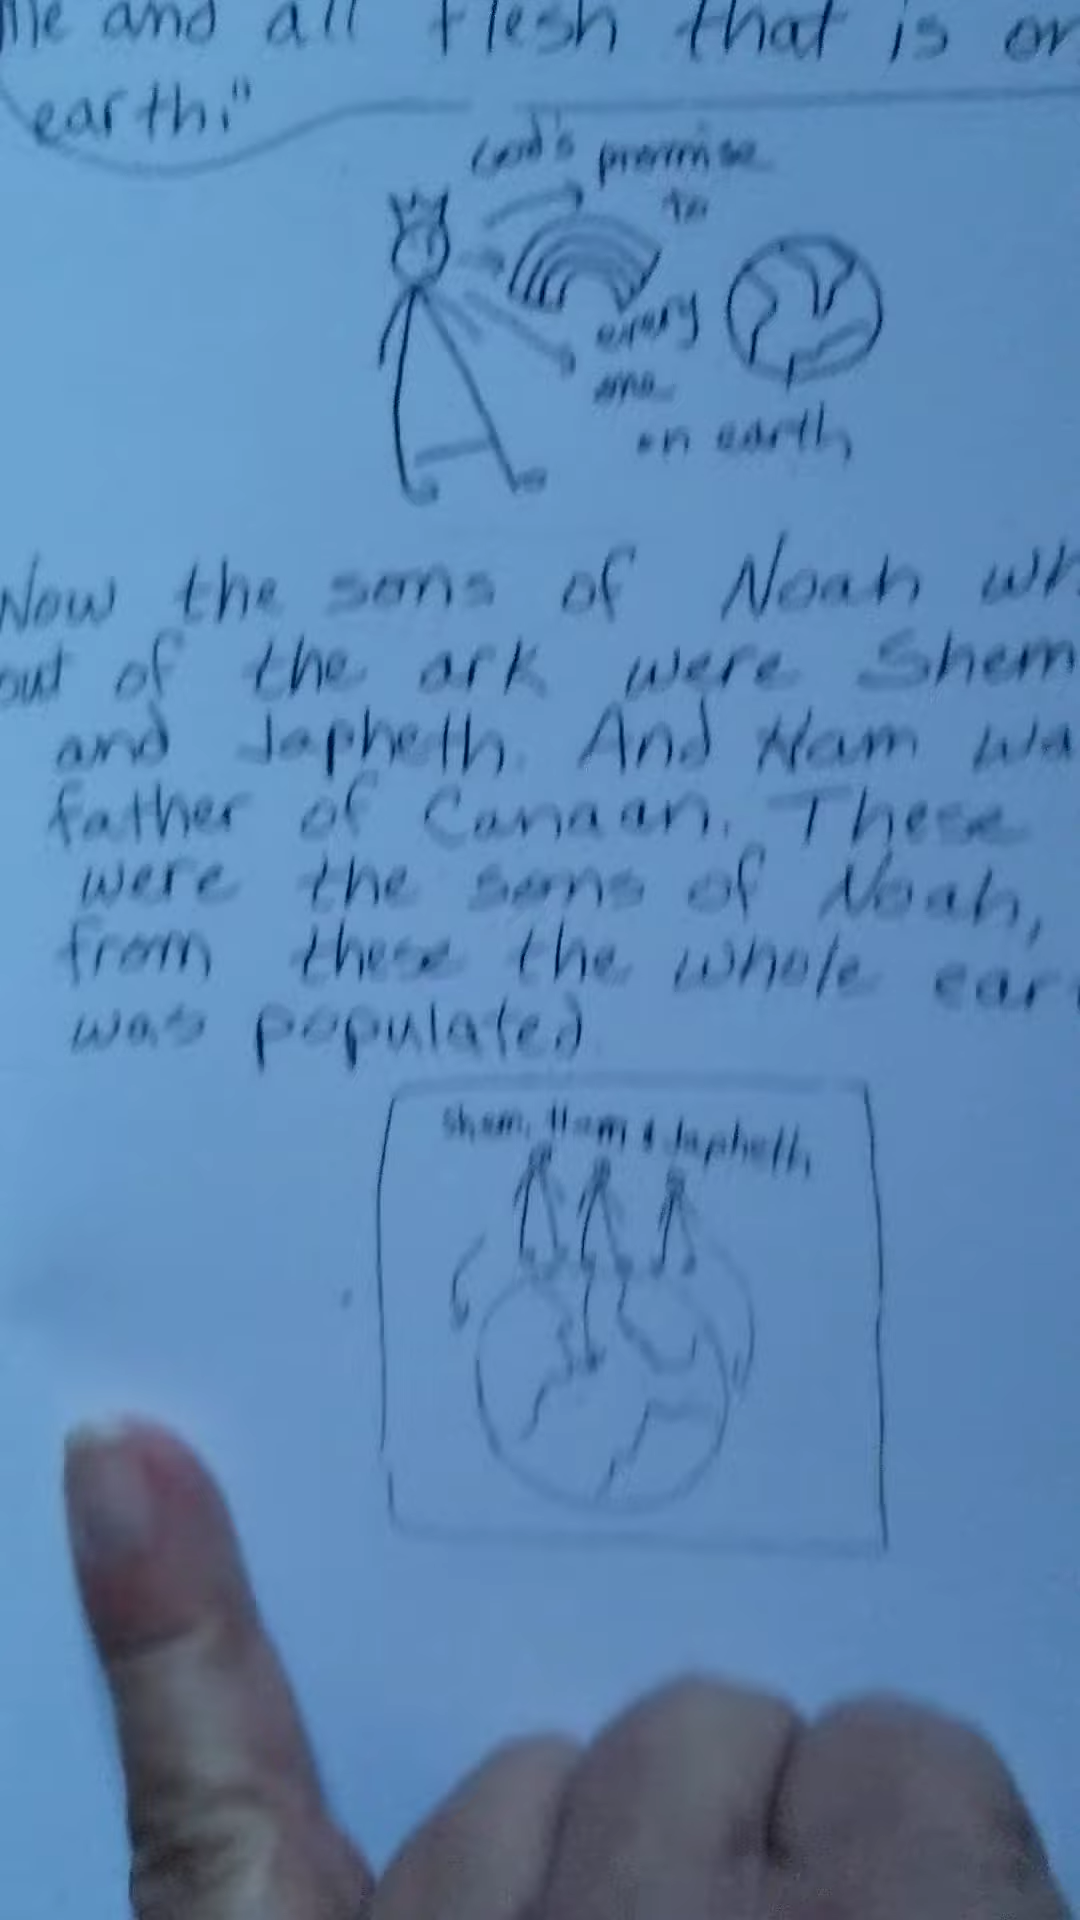 Me and all flesh that is on
earth."
God's promise
to
every
one
on earth
Now the sons of Noah wh
out of the ark were Shem
and Japheth. And Ham wa
father of Canaan. These
were the sons of Noah,
from these the whole ear
was populated
Shem, Ham & Japheth